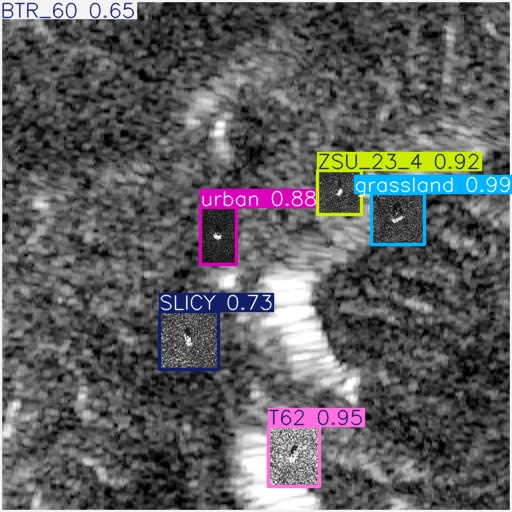 BTR_60 0.65
ZSU_23_4 0.92
grassland 0.99
urban 0.88
SLICY 0.73
T62 0.95